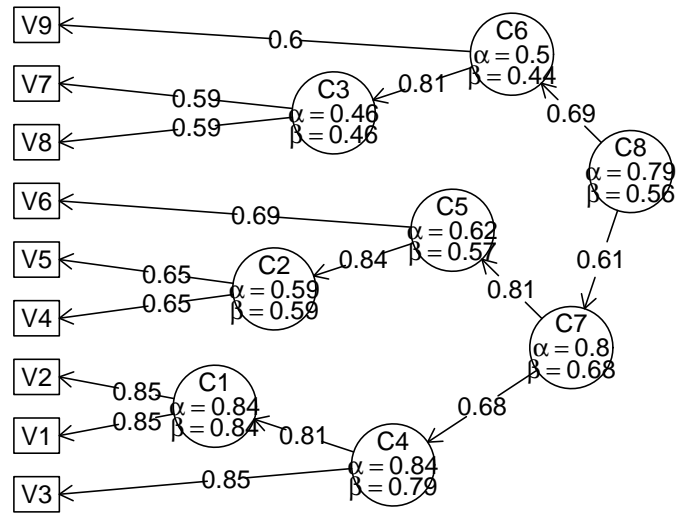 V9
V7
V8
V6
V5
V4
V2
V1
V3
0.6
0.59
0.59
0.69
0.65
0.65
0.85
0.85
0.85
C3
α = 0.46
β = 0.46
C2
α = 0.59
β = 0.59
C1
α = 0.84
β = 0.84
0.81
0.84
0.81
C6
α = 0.5
β = 0.44
C5
α = 0.62
β = 0.57
C4
α = 0.84
β = 0.79
0.69
0.81
0.68
C8
α = 0.79
β = 0.56
0.61
C7
α = 0.8
β = 0.68